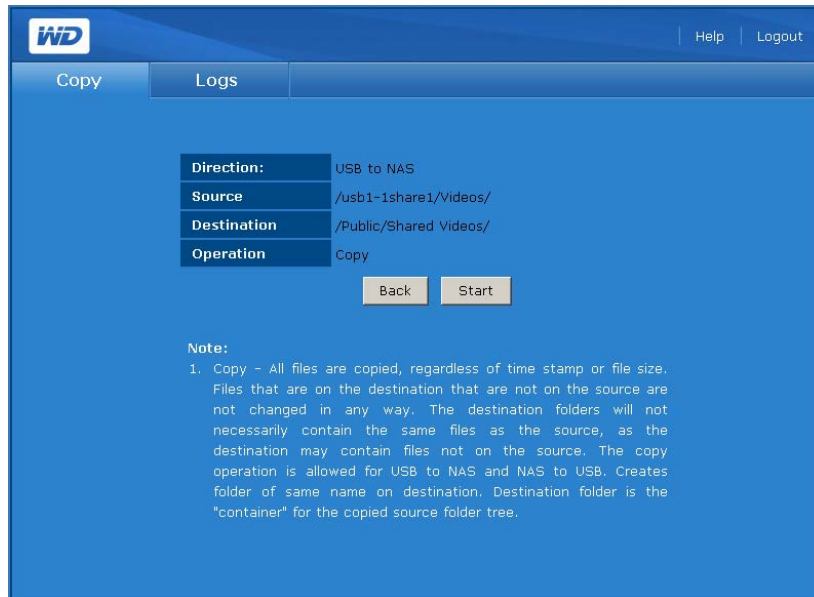 WD
Help Logout
Copy Logs
Direction: USB to NAS
Source /usb1-1share1/Videos/
Destination /Public/Shared Videos/
Operation Copy
Back Start
Note:
1. Copy – All files are copied, regardless of time stamp or file size.
Files that are on the destination that are not on the source are
not changed in any way. The destination folders will not
necessarily contain the same files as the source, as the
destination may contain files not on the source. The copy
operation is allowed for USB to NAS and NAS to USB. Creates
folder of same name on destination. Destination folder is the
"container" for the copied source folder tree.